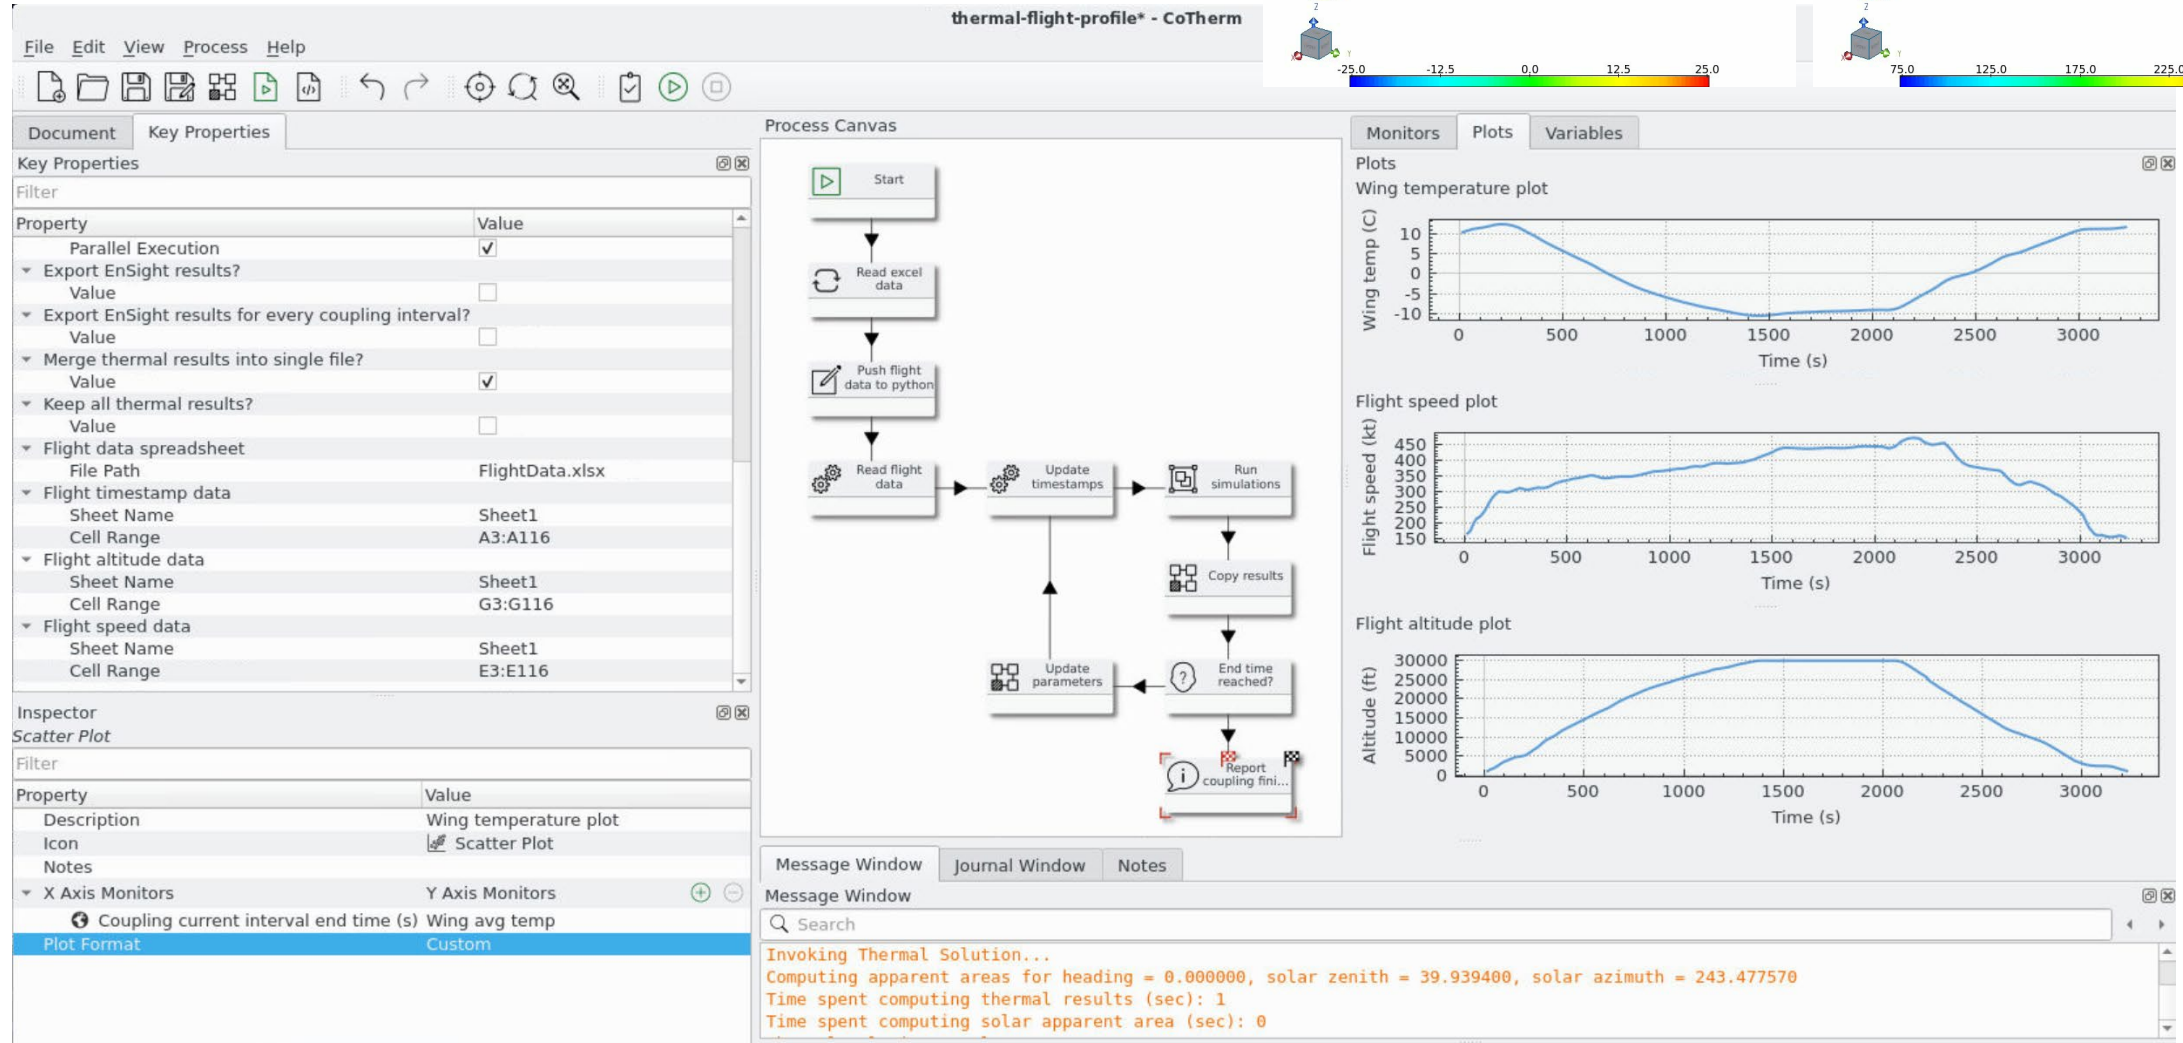 thermal-flight-profile* - CoTherm
Z
X
Y
-25.0 -12.5 0.0 12.5 25.0
Z
X
Y
75.0 125.0 175.0 225.0
File Edit View Process Help
Document Key Properties
Key Properties
Filter
Property Value
Parallel Execution
Export EnSight results?
Value
Export EnSight results for every coupling interval?
Value
Merge thermal results into single file?
Value
Keep all thermal results?
Value
Flight data spreadsheet
File Path FlightData.xlsx
Flight timestamp data
Sheet Name Sheet1
Cell Range A3:A116
Flight altitude data
Sheet Name Sheet1
Cell Range G3:G116
Flight speed data
Sheet Name Sheet1
Cell Range E3:E116
Inspector
Scatter Plot
Filter
Property Value
Description Wing temperature plot
Icon Scatter Plot
Notes
X Axis Monitors Y Axis Monitors
Coupling current interval end time (s) Wing avg temp
Plot Format Custom
Process Canvas
Start
Read excel
data
Push flight
data to python
Read flight
data
Update
timestamps
Run
simulations
Copy results
End time
reached?
Update
parameters
Report
coupling fini...
Message Window Journal Window Notes
Message Window
Search
Invoking Thermal Solution...
Computing apparent areas for heading = 0.000000, solar zenith = 39.939400, solar azimuth = 243.477570
Time spent computing thermal results (sec): 1
Time spent computing solar apparent area (sec): 0
Monitors Plots Variables
Plots
Wing temperature plot
Wing temp (C)
10
5
0
-5
-10
0 500 1000 1500 2000 2500 3000
Time (s)
Flight speed plot
Flight speed (kt)
450
400
350
300
250
200
150
0 500 1000 1500 2000 2500 3000
Time (s)
Flight altitude plot
Altitude (ft)
30000
25000
20000
15000
10000
5000
0
0 500 1000 1500 2000 2500 3000
Time (s)